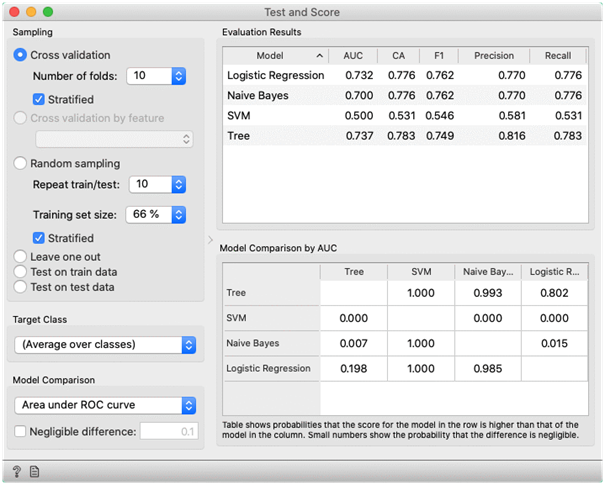 Test and Score
Sampling
Cross validation
Number of folds: 10
Stratified
Cross validation by feature
Random sampling
Repeat train/test: 10
Training set size: 66 %
Stratified
Leave one out
Test on train data
Test on test data
Target Class
(Average over classes)
Model Comparison
Area under ROC curve
Negligible difference: 0.1
Evaluation Results
Model AUC CA F1 Precision Recall
Logistic Regression 0.732 0.776 0.762 0.770 0.776
Naive Bayes 0.700 0.776 0.762 0.770 0.776
SVM 0.500 0.531 0.546 0.581 0.531
Tree 0.737 0.783 0.749 0.816 0.783
Model Comparison by AUC
Tree SVM Naive Bay... Logistic R...
Tree 1.000 0.993 0.802
SVM 0.000 0.000 0.000
Naive Bayes 0.007 1.000 0.015
Logistic Regression 0.198 1.000 0.985
Table shows probabilities that the score for the model in the row is higher than that of the
model in the column. Small numbers show the probability that the difference is negligible.
?